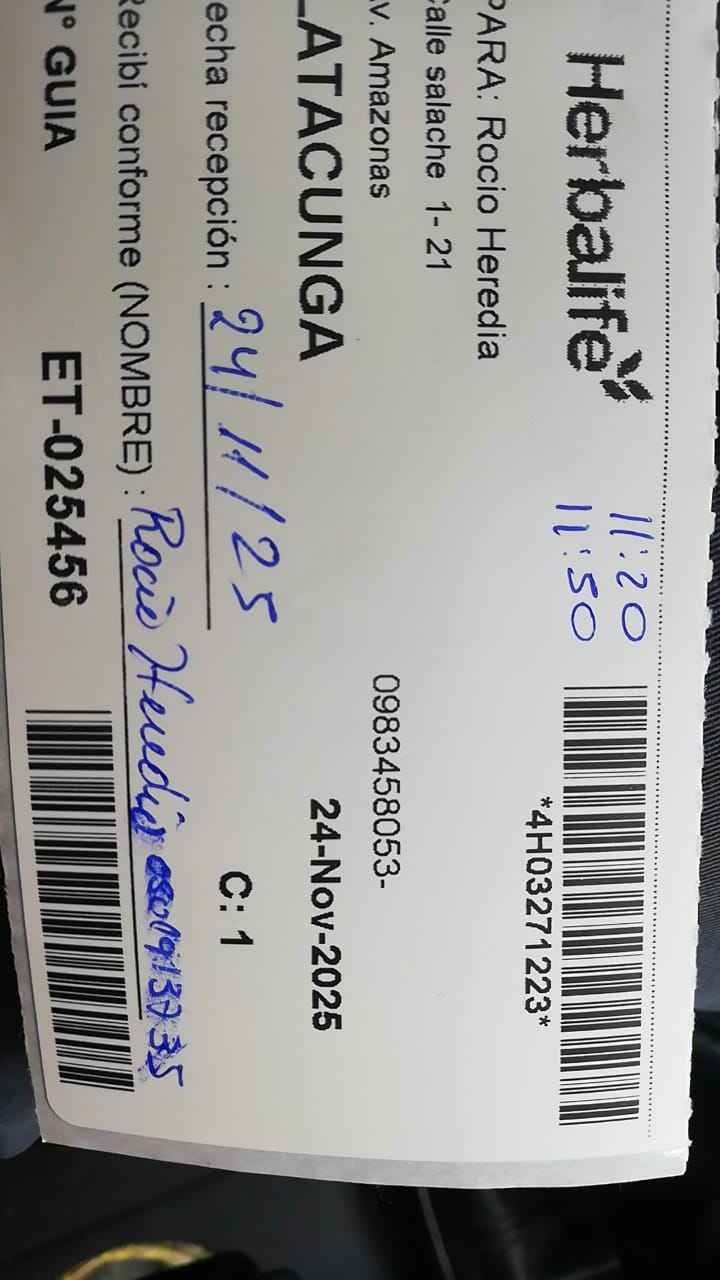 Herbalife
11:20
11:50
*4H03271223*
PARA: Rocio Heredia
Calle salache 1- 21
Av. Amazonas
0983458053-
LATACUNGA
24-Nov-2025
echa recepción : 24/11/25
C: 1
Recibí conforme (NOMBRE) : Rocio Heredia
N° GUIA
ET-025456